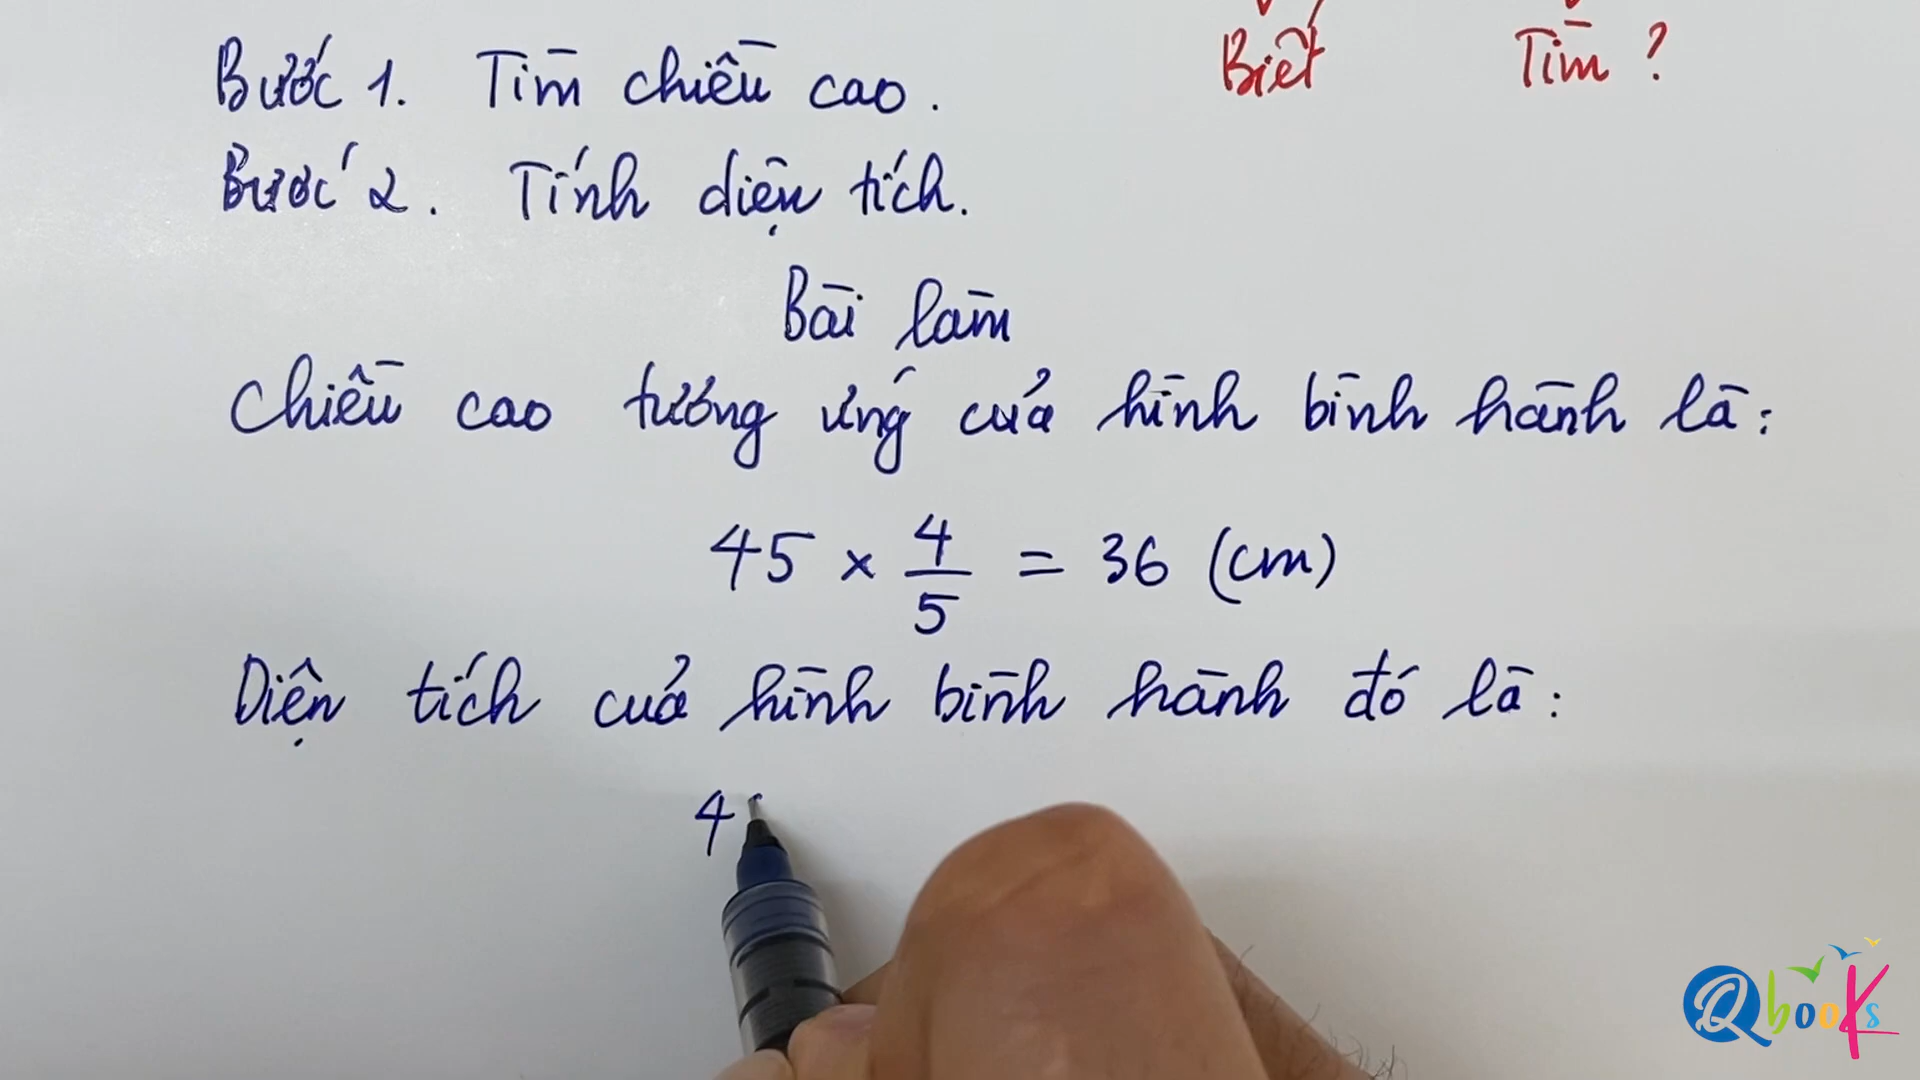 Biết Tìm ?
Bước 1. Tìm chiều cao.
Bước 2. Tính diện tích.
Bài làm
Chiều cao tương ứng của hình bình hành là:
45 × 4/5 = 36 (cm)
Diện tích của hình bình hành đó là:
4
Qbooks